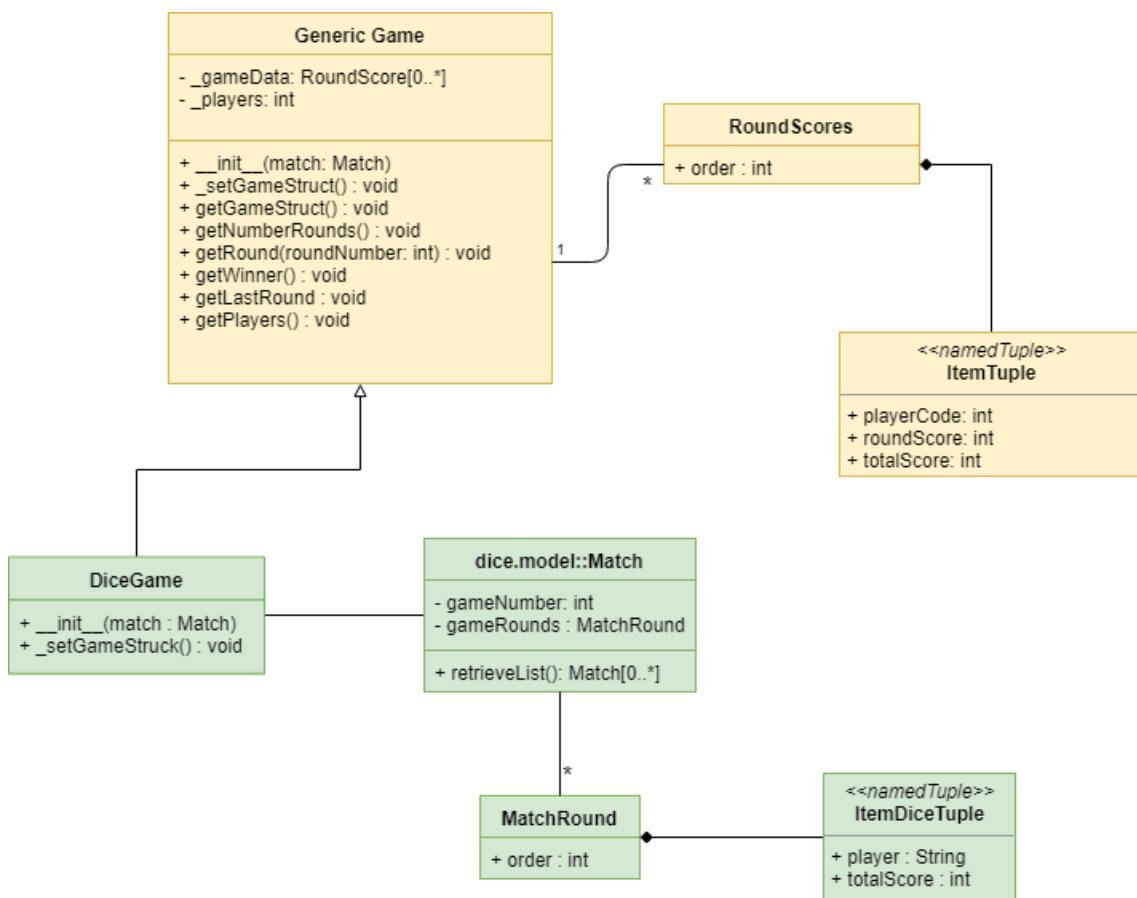 Generic Game
- _gameData: RoundScore[0..*]
- _players: int
+ __init__(match: Match)
+ _setGameStruct() : void
+ getGameStruct() : void
+ getNumberRounds() : void
+ getRound(roundNumber: int) : void
+ getWinner() : void
+ getLastRound : void
+ getPlayers() : void
1
*
RoundScores
+ order : int
<<namedTuple>>
ItemTuple
+ playerCode: int
+ roundScore: int
+ totalScore: int
DiceGame
+ __init__(match : Match)
+ _setGameStruck() : void
dice.model::Match
- gameNumber: int
- gameRounds : MatchRound
+ retrieveList(): Match[0..*]
*
MatchRound
+ order : int
<<namedTuple>>
ItemDiceTuple
+ player : String
+ totalScore : int